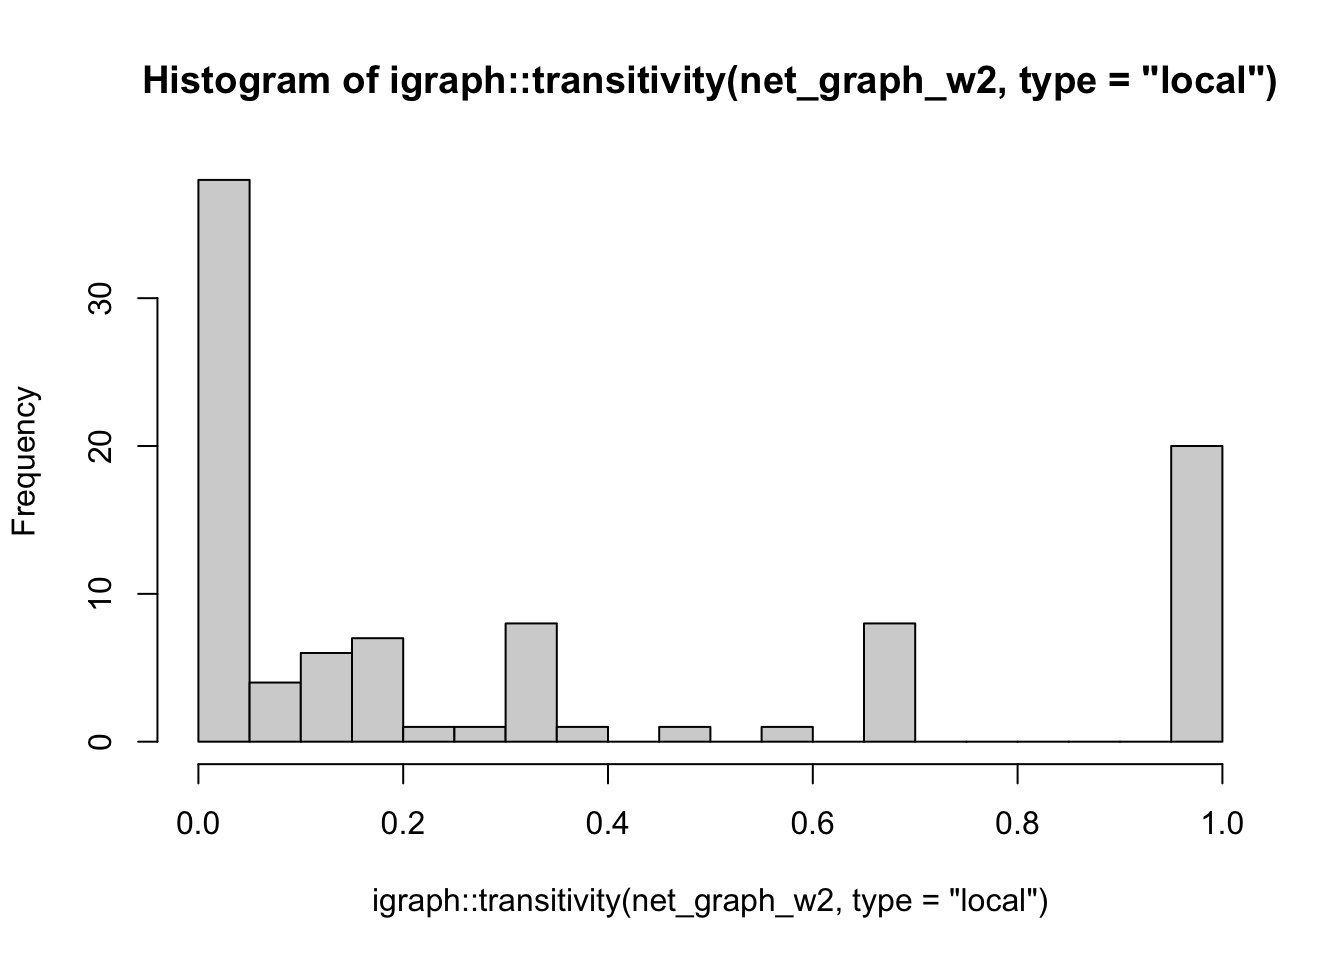 Histogram of igraph::transitivity(net_graph_w2, type = "local")
Frequency
30
20
10
0
0.0 0.2 0.4 0.6 0.8 1.0
igraph::transitivity(net_graph_w2, type = "local")